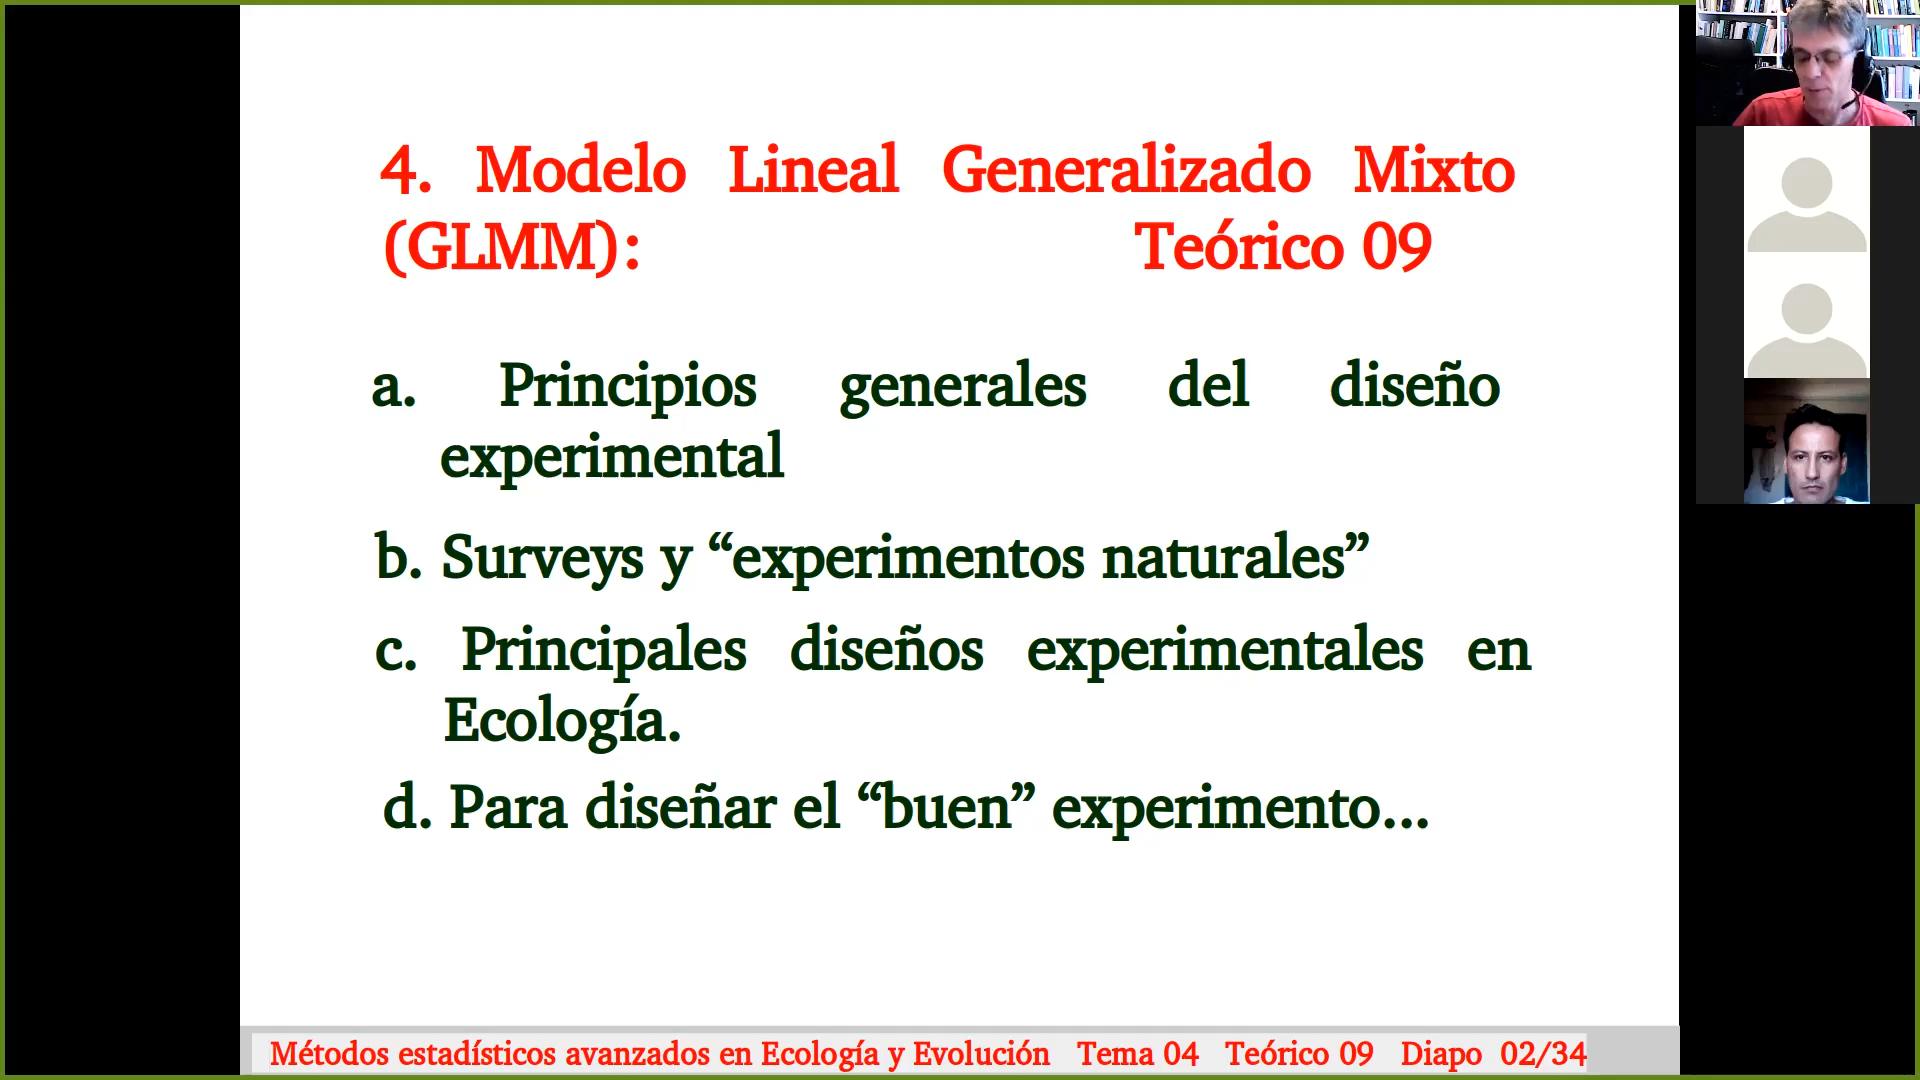 4. Modelo Lineal Generalizado Mixto
(GLMM): Teórico 09
a. Principios generales del diseño
experimental
b. Surveys y “experimentos naturales”
c. Principales diseños experimentales en
Ecología.
d. Para diseñar el “buen” experimento...
Métodos estadísticos avanzados en Ecología y Evolución Tema 04 Teórico 09 Diapo 02/34